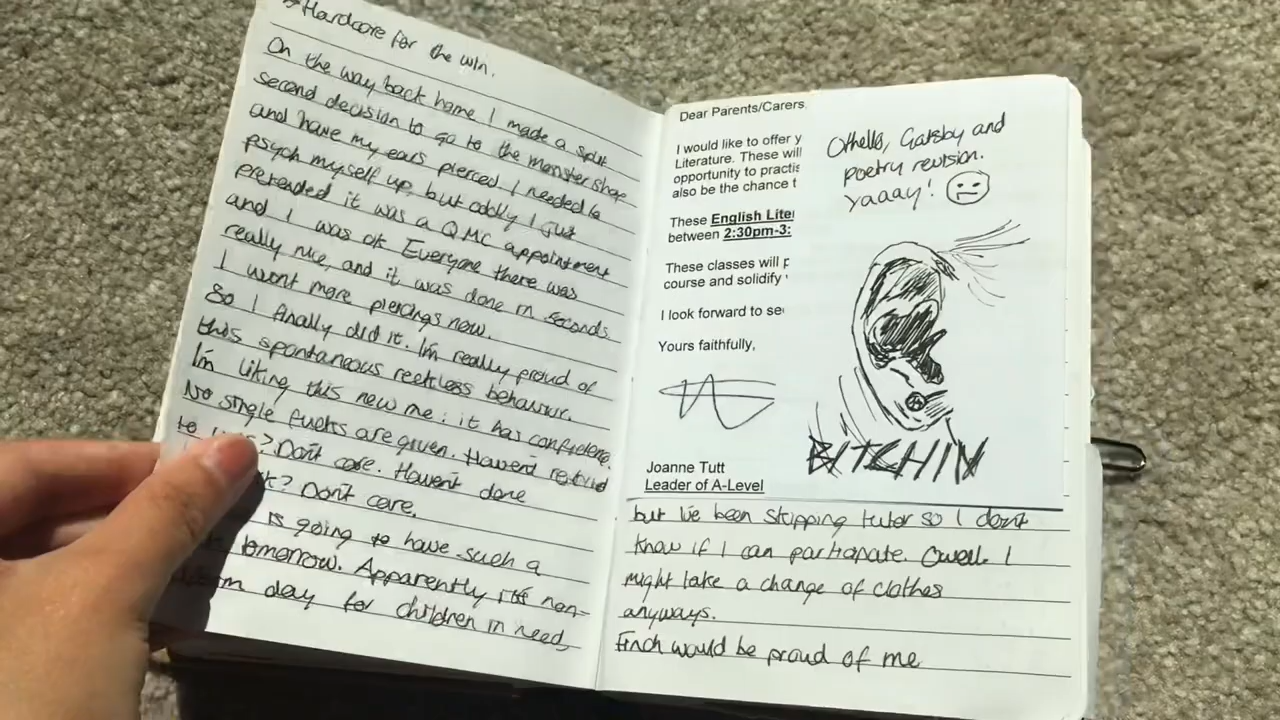 Hardcore for the win.
On the way back home I made a split
second decision to go to the monster shop
and have my ears pierced. I needed to
psych myself up, but oddly I just
pretended it was a QMC appointment
and I was ok. Everyone there was
really nice, and it was done in seconds.
I want more piercings now.
So I finally did it. I'm really proud of
this spontaneous reckless behaviour.
I'm liking this new me: it has confidence.
No single fucks are given. Haven't
to Don't care. Haven't done
Don't care.
is going to have such a
tomorrow. Apparently it's non-
day for children in need,
Dear Parents/Carers,
I would like to offer y
Literature. These will
opportunity to practis
also be the chance t
These English Liter
between 2:30pm-3:
These classes will p
course and solidify
I look forward to se
Yours faithfully,
Joanne Tutt
Leader of A-Level
Othello, Gatsby and
poetry revision.
Yaaay!
BITCHIN
but I've been skipping tutor so I don't
know if I can participate. Owell. I
might take a change of clothes
anyways.
Finch would be proud of me